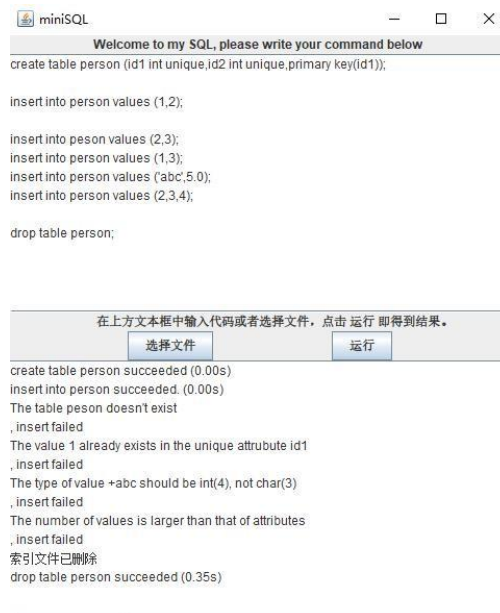 miniSQL
Welcome to my SQL, please write your command below
create table person (id1 int unique,id2 int unique,primary key(id1));
insert into person values (1,2);
insert into peson values (2,3);
insert into person values (1,3);
insert into person values ('abc',5.0);
insert into person values (2,3,4);
drop table person;
在上方文本框中输入代码或者选择文件，点击 运行 即得到结果。
选择文件
运行
create table person succeeded (0.00s)
insert into person succeeded. (0.00s)
The table peson doesn't exist
, insert failed
The value 1 already exists in the unique attrubute id1
, insert failed
The type of value +abc should be int(4), not char(3)
, insert failed
The number of values is larger than that of attributes
, insert failed
索引文件已删除
drop table person succeeded (0.35s)